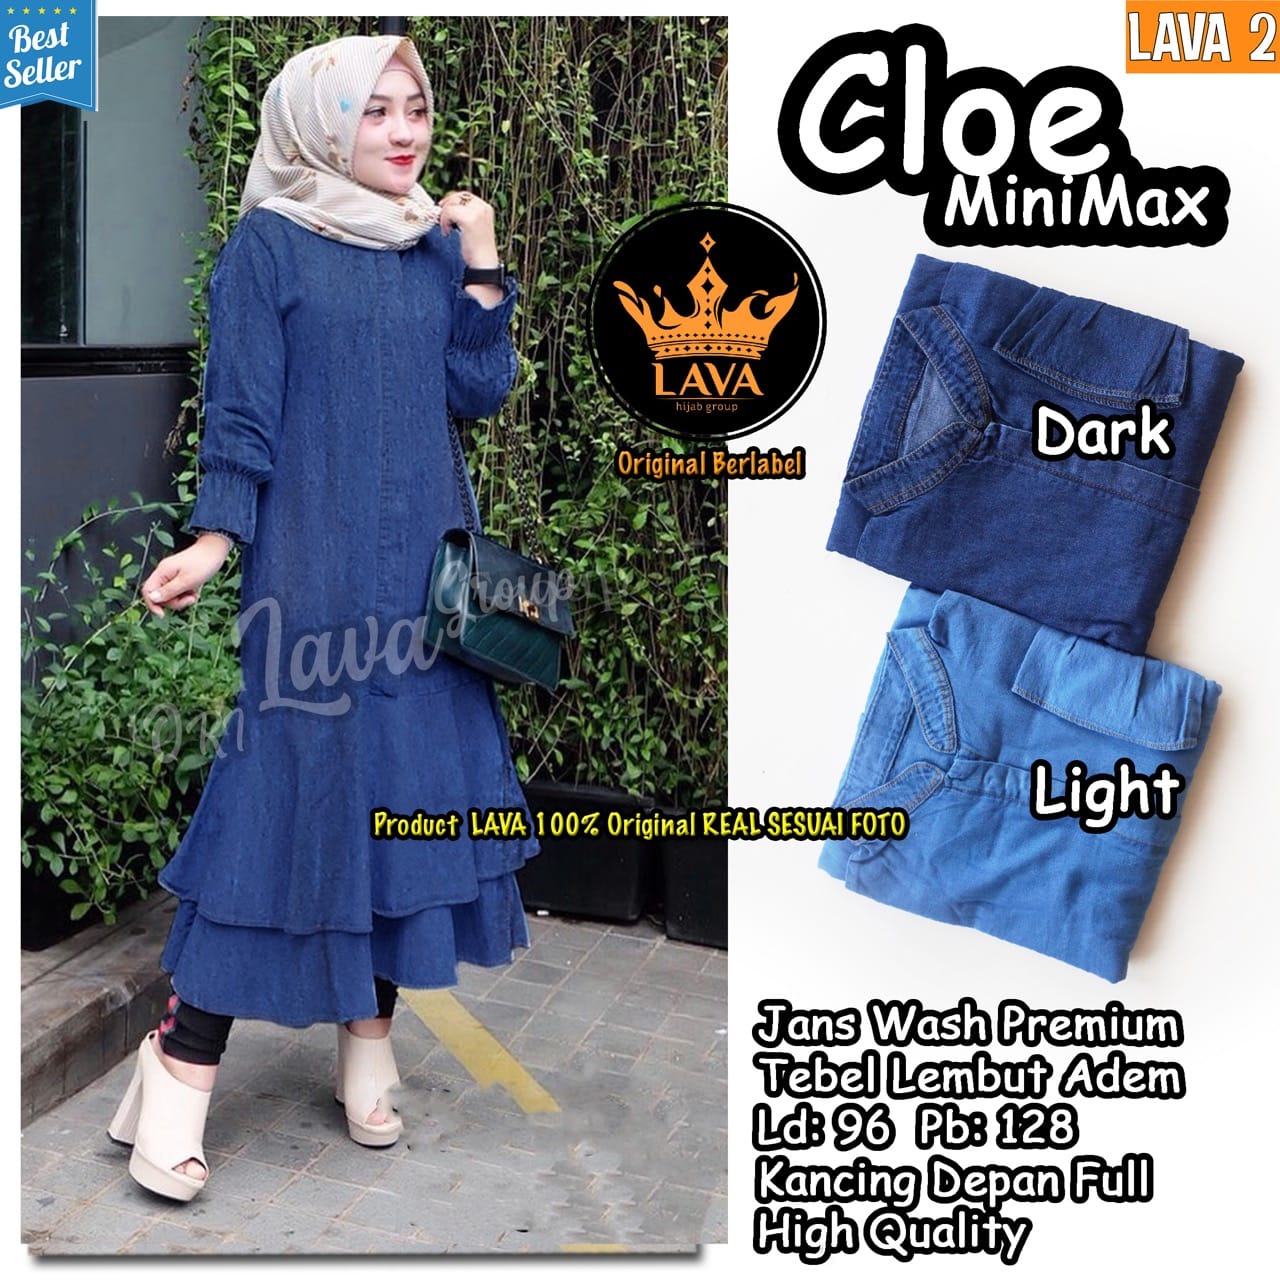 Best
Seller
LAVA 2
Cloe
MiniMax
LAVA
hijab group
Original Berlabel
Dark
Light
ORI Lava Group
Product LAVA 100% Original REAL SESUAI FOTO
Jans Wash Premium
Tebel Lembut Adem
Ld: 96 Pb: 128
Kancing Depan Full
High Quality